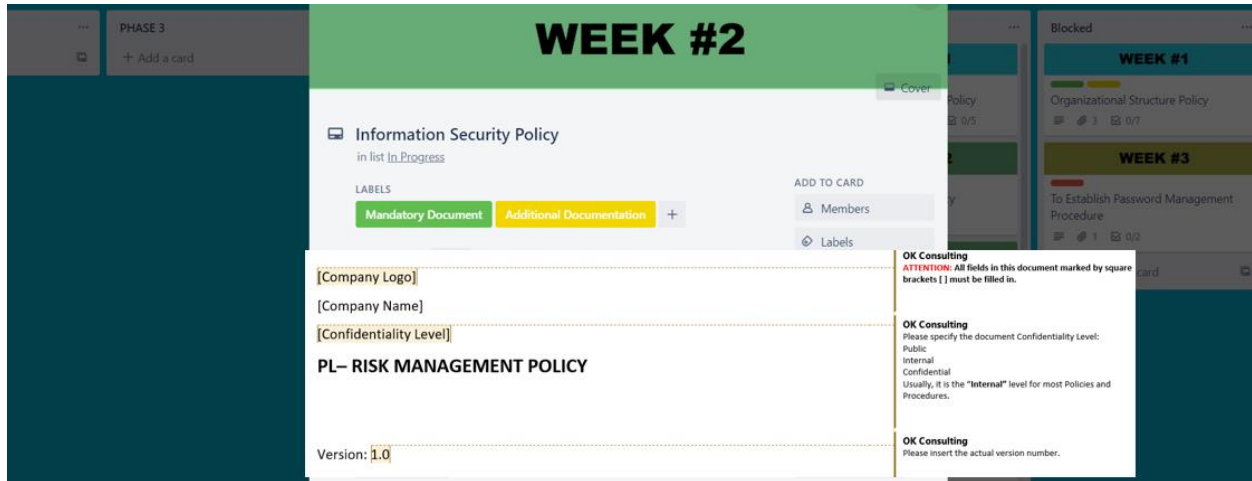 PHASE 3
+ Add a card
WEEK #2
Cover
Information Security Policy
in list In Progress
LABELS
Mandatory Document
Additional Documentation
+
ADD TO CARD
Members
Labels
Policy
0/5
Blocked
WEEK #1
Organizational Structure Policy
3 0/7
WEEK #3
To Establish Password Management
Procedure
1 0/2
card
[Company Logo]
[Company Name]
[Confidentiality Level]
PL– RISK MANAGEMENT POLICY
Version: 1.0
OK Consulting
ATTENTION: All fields in this document marked by square
brackets [ ] must be filled in.
OK Consulting
Please specify the document Confidentiality Level:
Public
Internal
Confidential
Usually, it is the “Internal” level for most Policies and
Procedures.
OK Consulting
Please insert the actual version number.